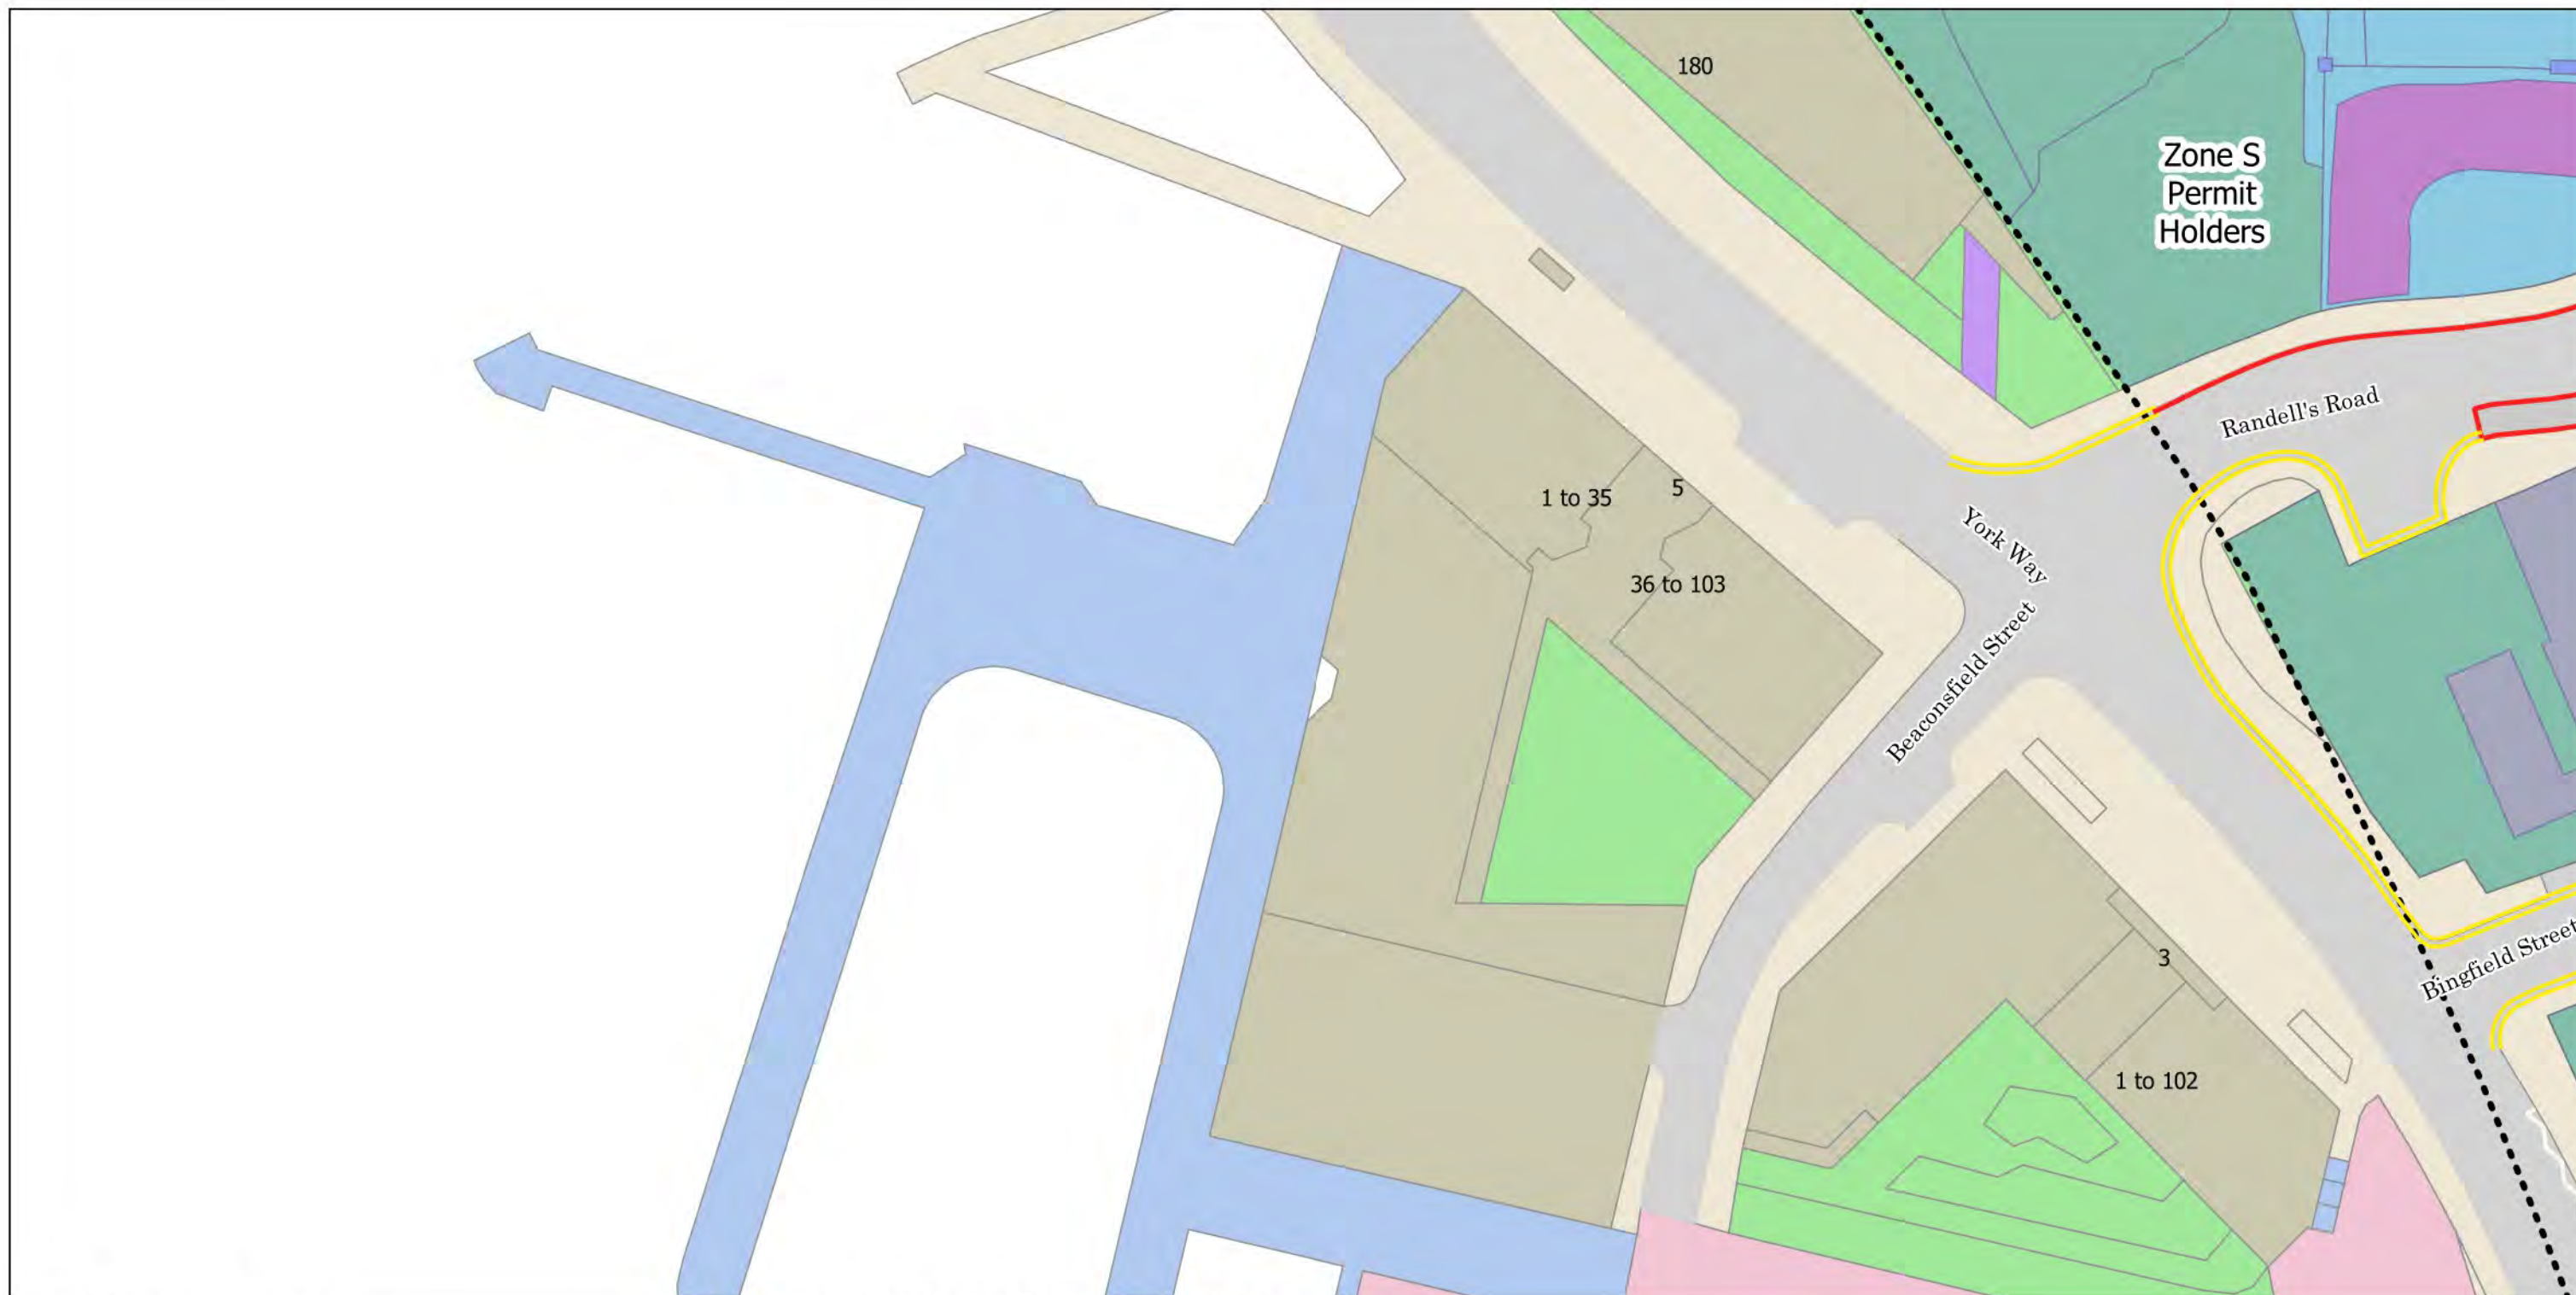 180
Zone S
Permit
Holders
Randell's Road
1 to 35
5
York Way
36 to 103
Beaconsfield Street
Bingfield Street
3
1 to 102